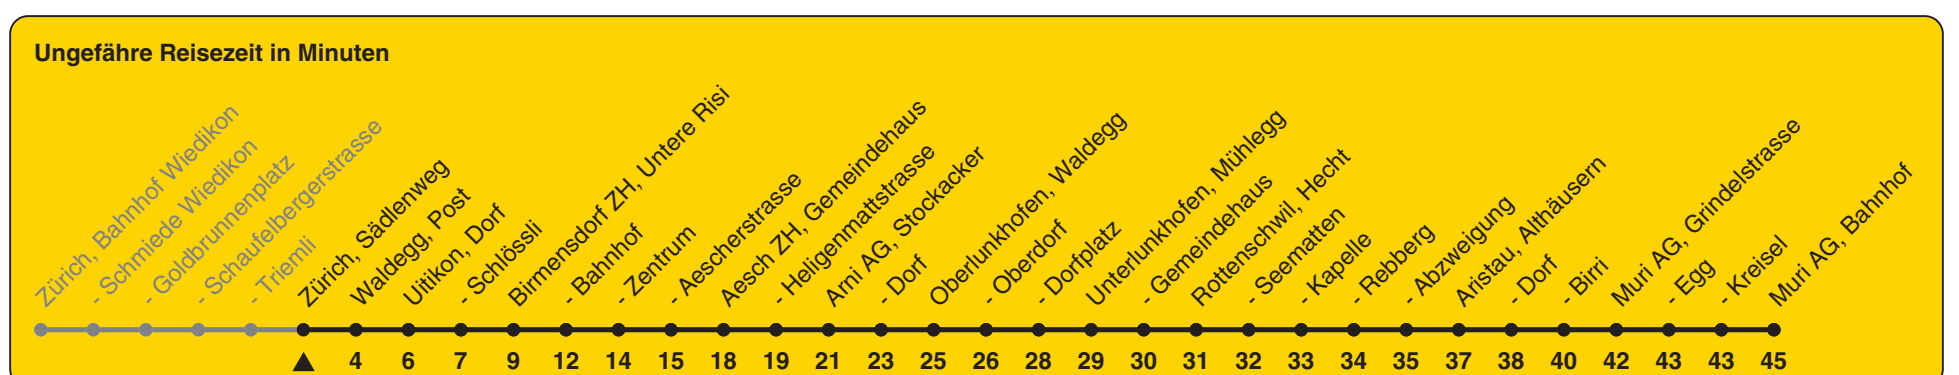 Ungefähre Reisezeit in Minuten
Zürich, Bahnhof Wiedikon
- Schmiede Wiedikon
- Goldbrunnenplatz
- Schaufelbergerstrasse
- Triemli
Zürich, Sädlenweg
Waldegg, Post
Uitikon, Dorf
- Schlössli
Birmensdorf ZH, Untere Risi
- Bahnhof
- Zentrum
- Aescherstrasse
Aesch ZH, Gemeindehaus
- Heligenmattstrasse
Arni AG, Stockacker
- Dorf
Oberlunkhofen, Waldegg
- Oberdorf
- Dorfplatz
Unterlunkhofen, Mühlegg
- Gemeindehaus
Rottenschwil, Hecht
- Seematten
- Kapelle
- Rebberg
- Abzweigung
Aristau, Althäusern
- Dorf
- Birri
Muri AG, Grindelstrasse
- Egg
- Kreisel
Muri AG, Bahnhof
4 6 7 9 12 14 15 18 19 21 23 25 26 28 29 30 31 32 33 34 35 37 38 40 42 43 43 45